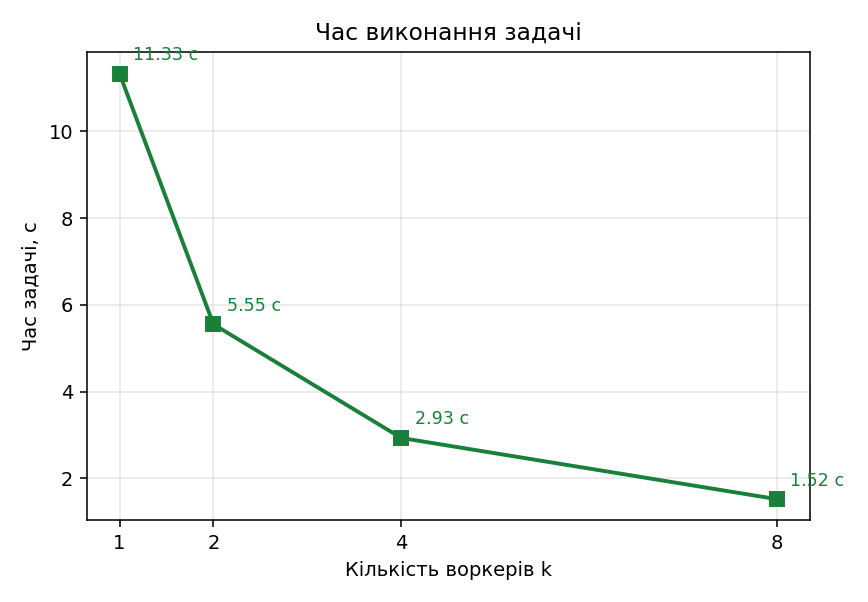 Час виконання задачі
11.33 с
10
8
6
4
2
5.55 с
2.93 с
1.52 с
Час задачі, с
1
2
4
8
Кількість воркерів k